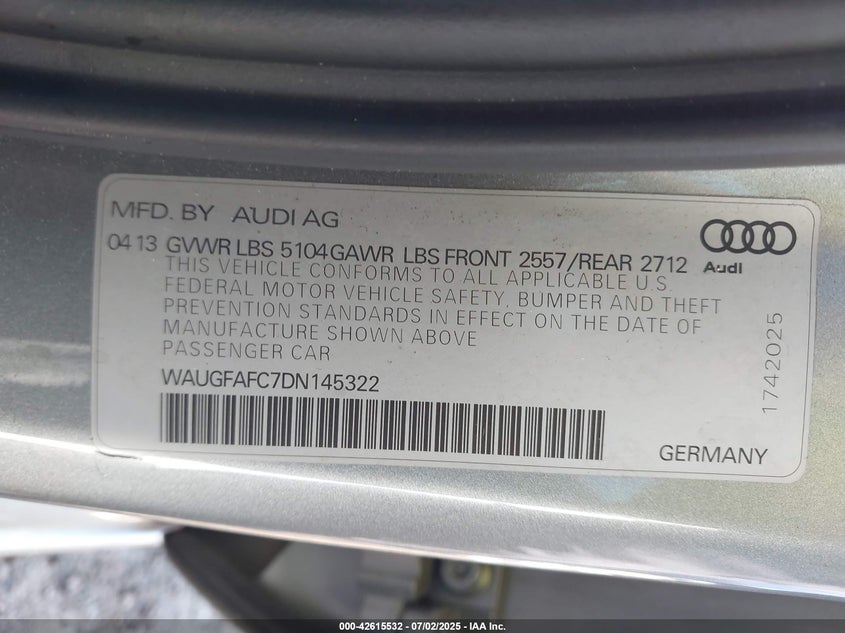 MFD. BY AUDI AG
04 13 GVWR LBS 5104 GAWR LBS FRONT 2557/REAR 2712
Audi
THIS VEHICLE CONFORMS TO ALL APPLICABLE U.S.
FEDERAL MOTOR VEHICLE SAFETY, BUMPER AND THEFT
PREVENTION STANDARDS IN EFFECT ON THE DATE OF
MANUFACTURE SHOWN ABOVE
PASSENGER CAR
WAUGFAFC7DN145322
1742025
GERMANY
000-42615532 - 07/02/2025 - IAA Inc.